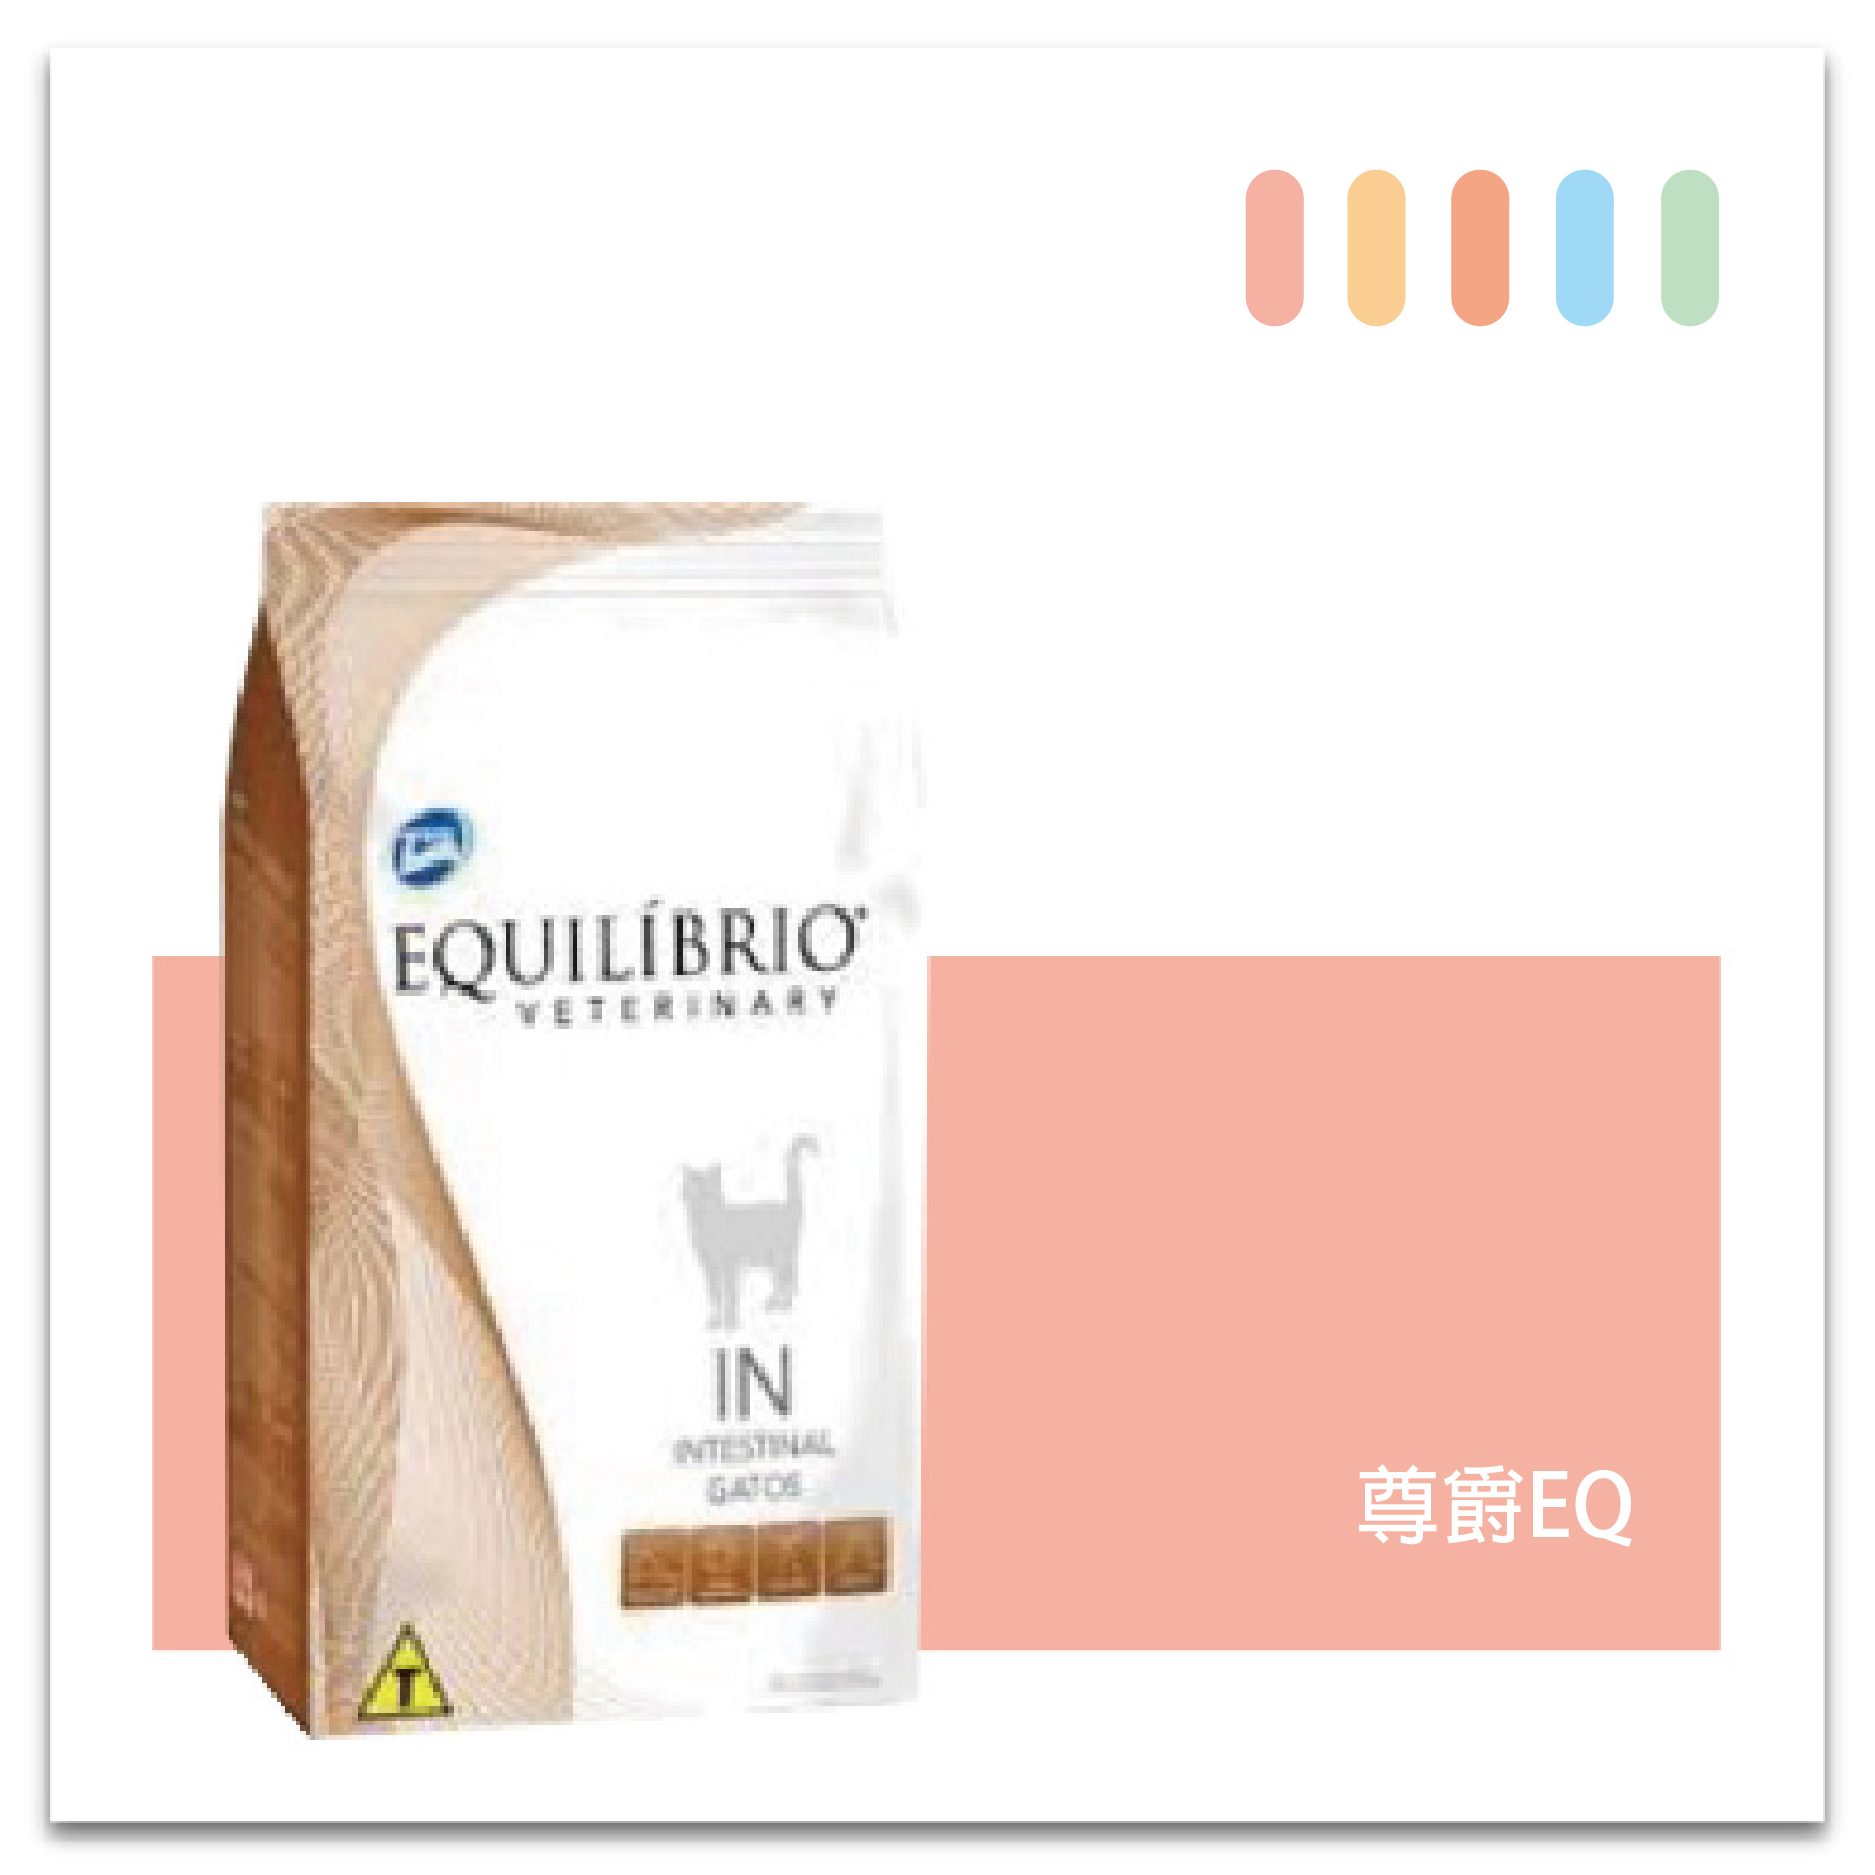 EQUILÍBRIO
VETERINARY
IN
INTESTINAL
GATOS
T
尊爵EQ